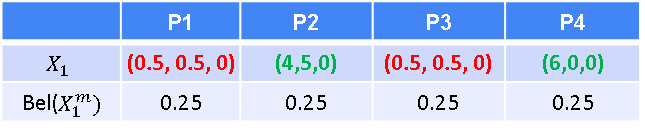 P1 P2 P3 P4
X₁ (0.5, 0.5, 0) (4,5,0) (0.5, 0.5, 0) (6,0,0)
Bel(X₁ᵐ) 0.25 0.25 0.25 0.25